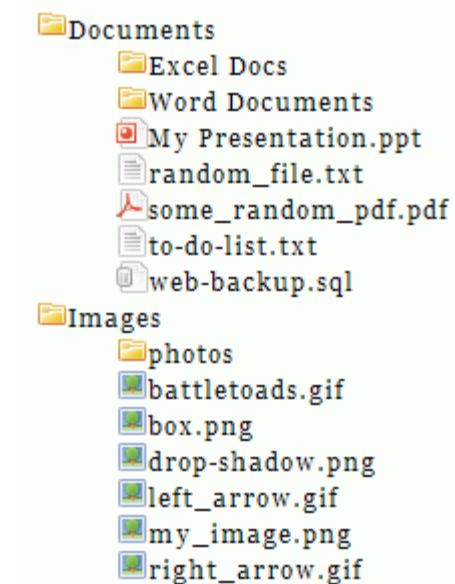 Documents
Excel Docs
Word Documents
My Presentation.ppt
random_file.txt
some_random_pdf.pdf
to-do-list.txt
web-backup.sql
Images
photos
battletoads.gif
box.png
drop-shadow.png
left_arrow.gif
my_image.png
right_arrow.gif